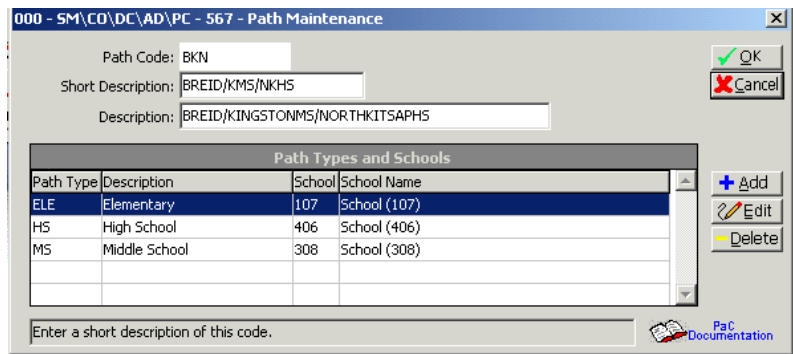 000 - SM\CO\DC\AD\PC - 567 - Path Maintenance
Path Code: BKN
OK
Short Description: BREID/KMS/NKHS
Cancel
Description: BREID/KINGSTONMS/NORTHKITSAPHS
Path Types and Schools
Path Type Description School School Name
ELE Elementary 107 School (107)
HS High School 406 School (406)
MS Middle School 308 School (308)
Add
Edit
Delete
Enter a short description of this code.
PaC
Documentation